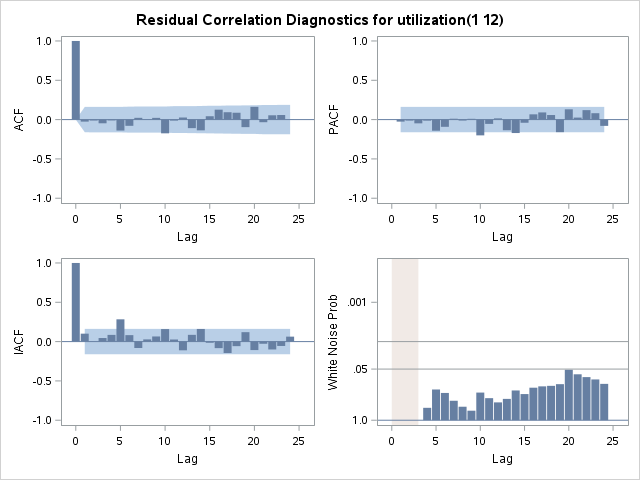 Residual Correlation Diagnostics for utilization(1 12)
ACF
1.0
0.5
0.0
-0.5
-1.0
0 5 10 15 20 25
Lag
PACF
1.0
0.5
0.0
-0.5
-1.0
0 5 10 15 20 25
Lag
IACF
1.0
0.5
0.0
-0.5
-1.0
0 5 10 15 20 25
Lag
White Noise Prob
.001
.05
1.0
0 5 10 15 20 25
Lag